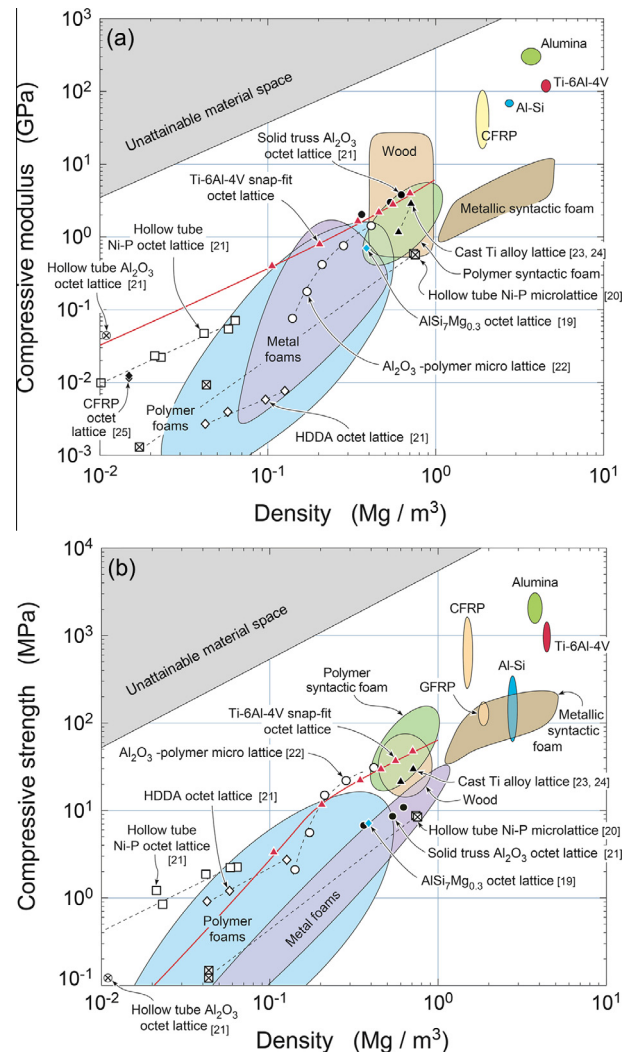 (a)
Unattainable material space
Alumina
Ti-6Al-4V
Al-Si
CFRP
Wood
Solid truss Al₂O₃
octet lattice [21]
Ti-6Al-4V snap-fit
octet lattice
Metallic syntactic foam
Hollow tube
Ni-P octet lattice [21]
Hollow tube Al₂O₃
octet lattice
[21]
Cast Ti alloy lattice [23, 24]
Polymer syntactic foam
Hollow tube Ni-P microlattice [20]
AlSi₇Mg₀.₃ octet lattice [19]
Al₂O₃ -polymer micro lattice [22]
Metal
foams
Polymer
foams
CFRP
octet
lattice [25]
HDDA octet lattice [21]
Compressive modulus (GPa)
10³
10²
10¹
10⁰
10⁻¹
10⁻²
10⁻³
10⁻²
10⁻¹
10⁰
10¹
Density (Mg / m³)
(b)
Unattainable material space
Alumina
CFRP
Ti-6Al-4V
Al-Si
GFRP
Polymer
syntactic foam
Ti-6Al-4V snap-fit
octet lattice
Metallic
syntactic
foam
Al₂O₃ -polymer micro lattice [22]
HDDA octet lattice [21]
Cast Ti alloy lattice [23, 24]
Wood
Hollow tube
Ni-P octet lattice
[21]
Hollow tube Ni-P microlattice [20]
Solid truss Al₂O₃ octet lattice [21]
AlSi₇Mg₀.₃ octet lattice [19]
Polymer
foams
Metal foams
Hollow tube Al₂O₃
octet lattice [21]
Compressive strength (MPa)
10⁴
10³
10²
10¹
10⁰
10⁻¹
10⁻²
10⁻¹
10⁰
10¹
Density (Mg / m³)